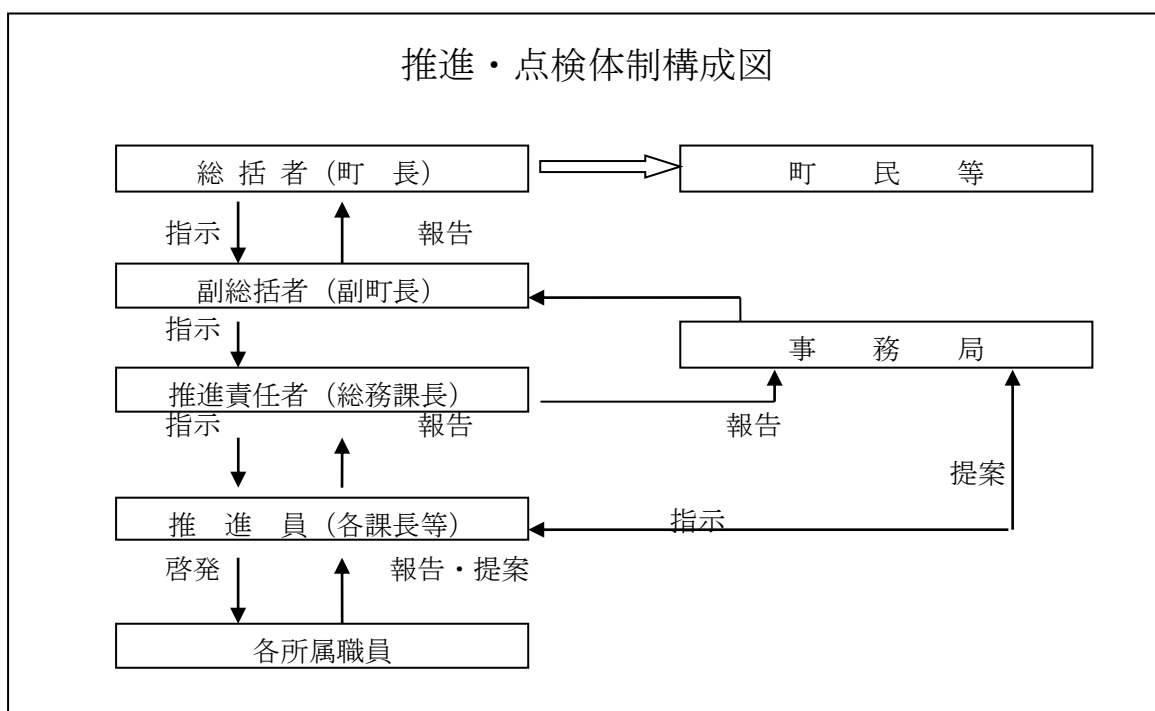 推進・点検体制構成図
総 括 者 (町　長)
町　民　等
指示
報告
副総括者 (副町長)
指示
事　務　局
推進責任者 (総務課長)
指示
報告
報告
提案
推　進　員 (各課長等)
指示
啓発
報告・提案
各所属職員